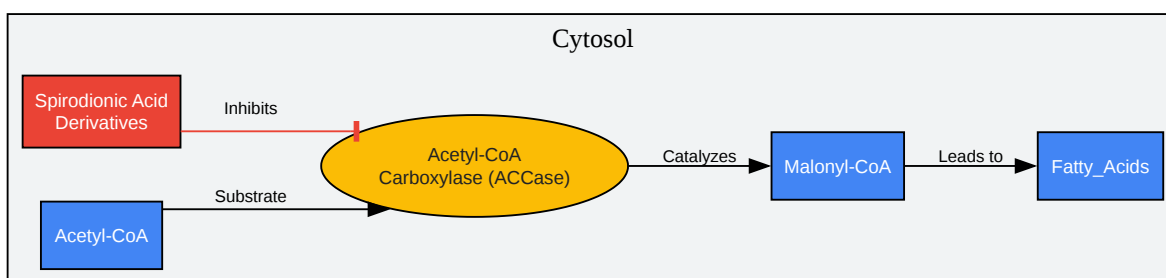 Cytosol
Spirodionic Acid
Derivatives
Inhibits
Acetyl-CoA
Carboxylase (ACCase)
Catalyzes
Malonyl-CoA
Leads to
Fatty_Acids
Substrate
Acetyl-CoA